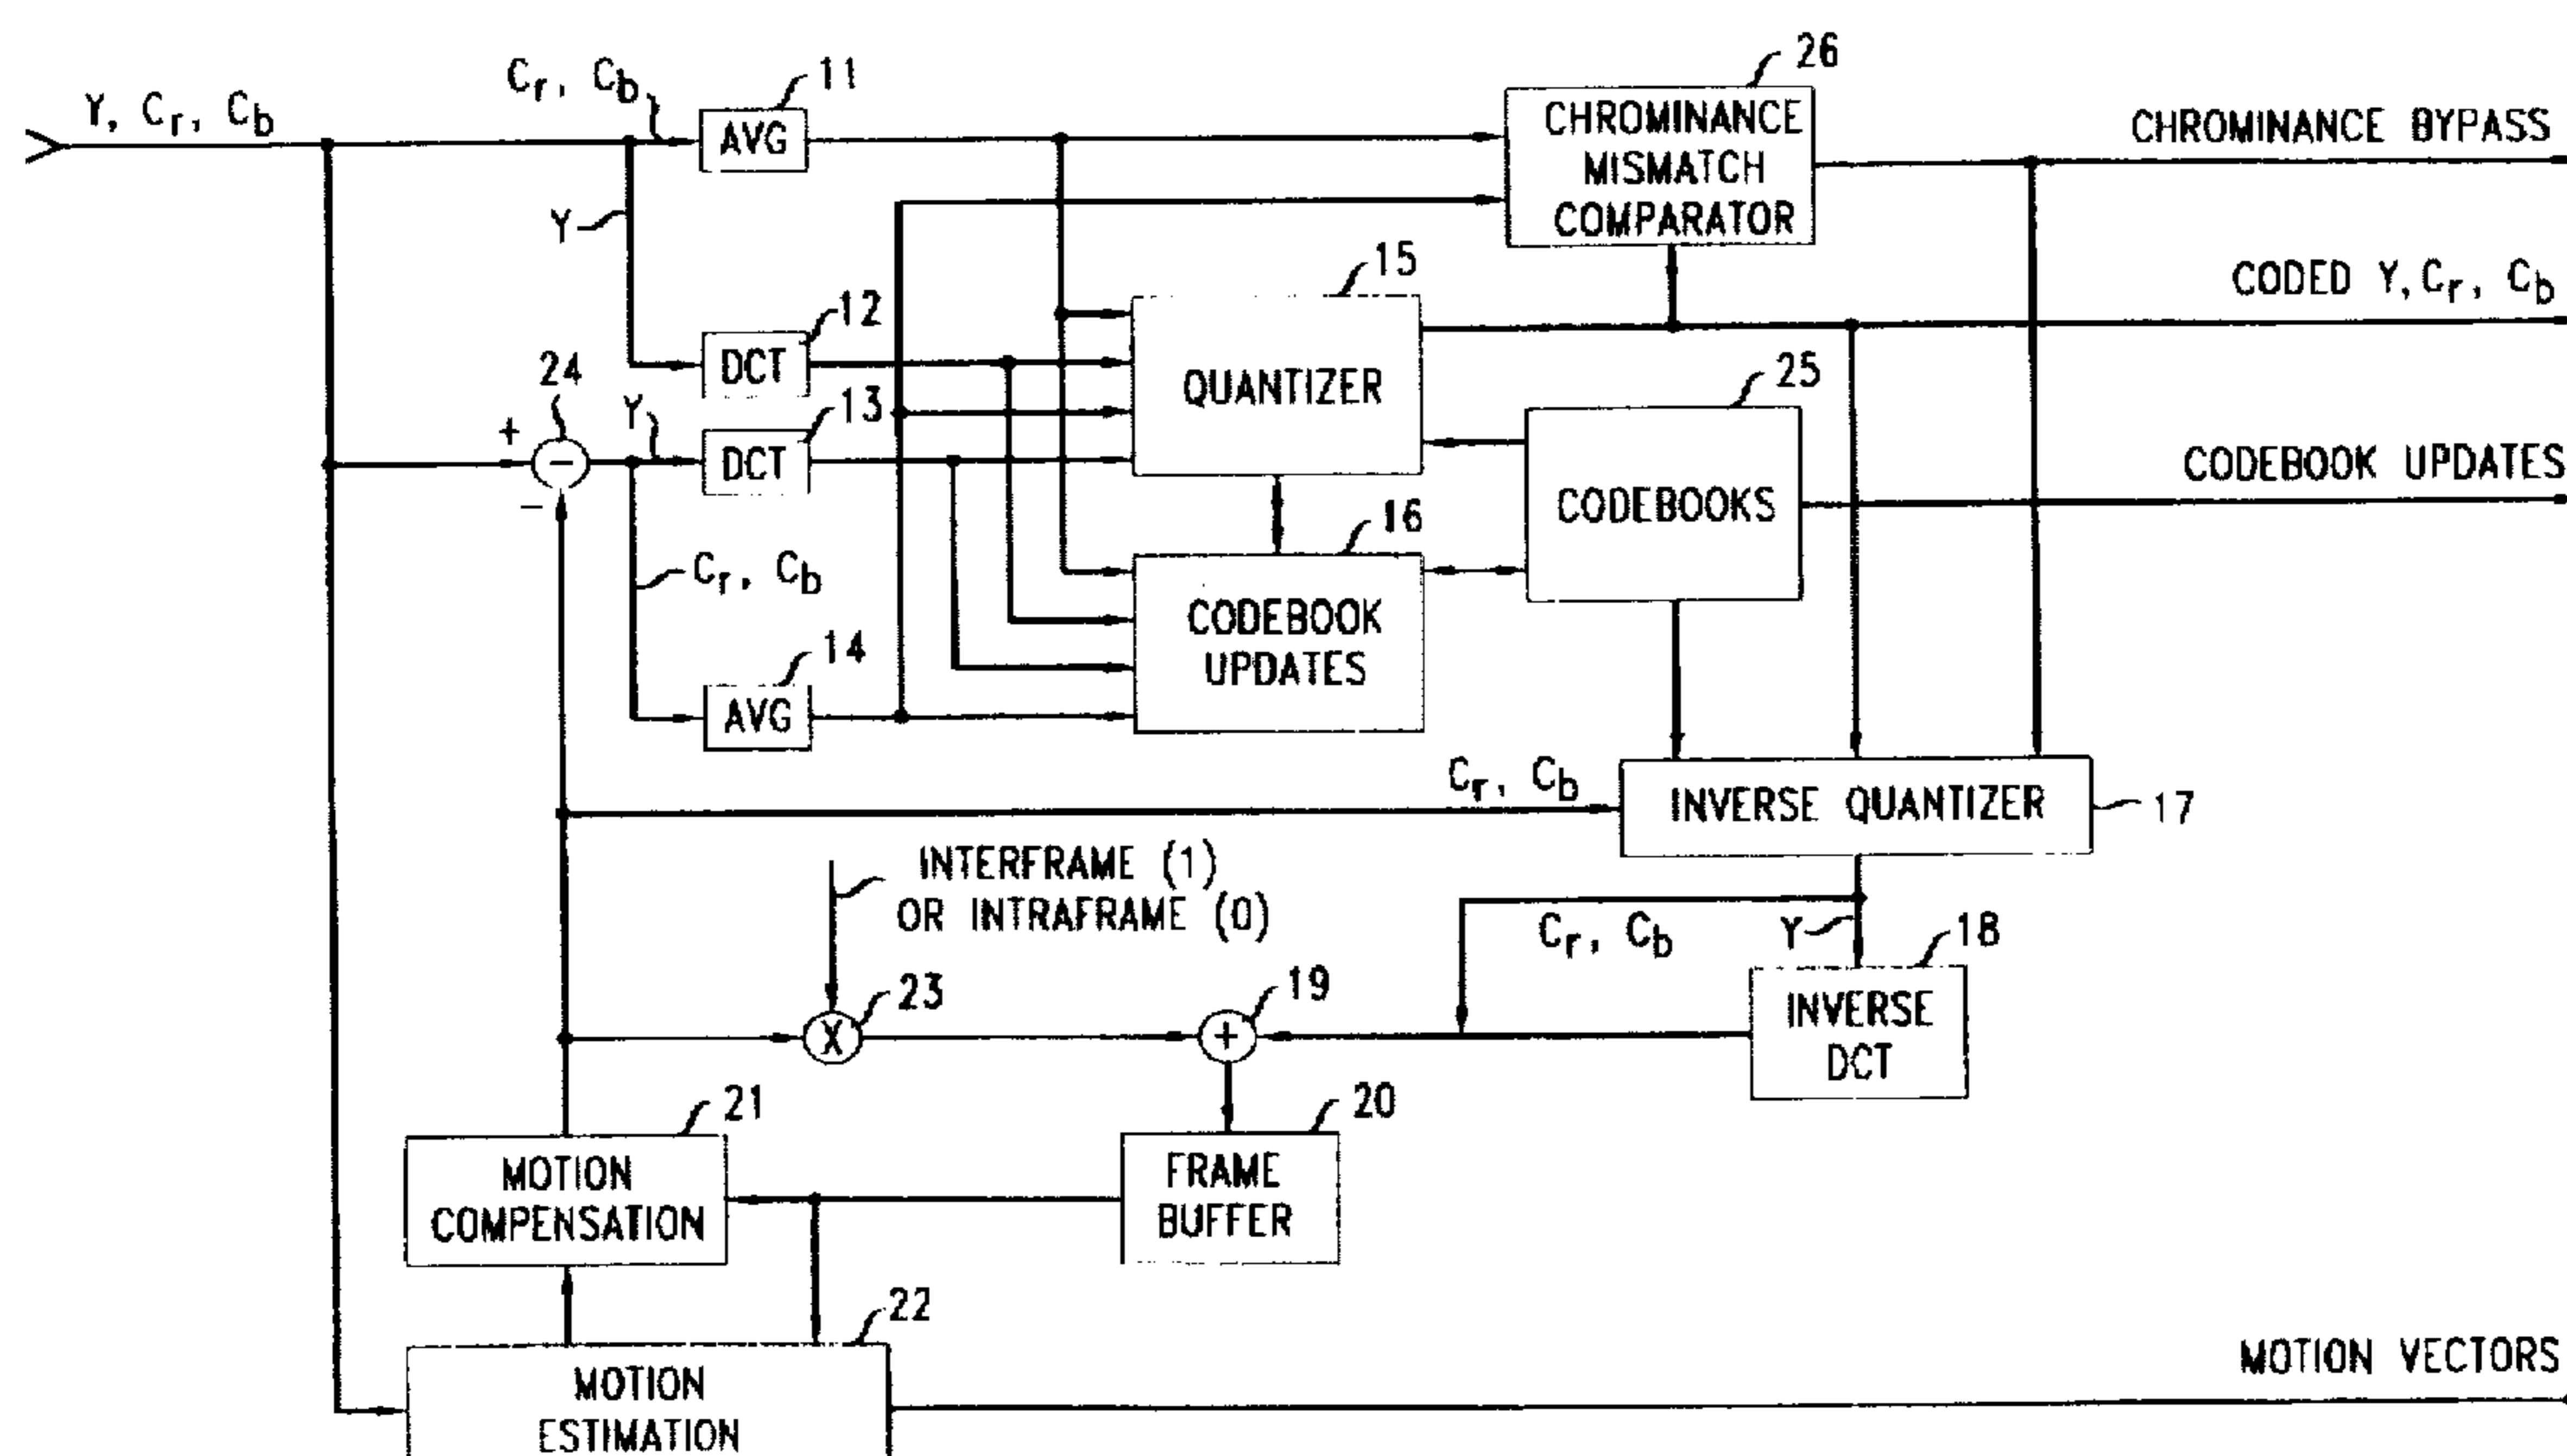 Y, Cr, Cb
Cr, Cb
11
AVG
26
CHROMINANCE
MISMATCH
COMPARATOR
CHROMINANCE BYPASS
Y
15
CODED Y, Cr, Cb
12
DCT
QUANTIZER
24
+
-
-
Y
13
DCT
25
CODEBOOKS
CODEBOOK UPDATES
16
CODEBOOK
UPDATES
Cr, Cb
14
AVG
Cr, Cb
INVERSE QUANTIZER
17
INTERFRAME (1)
OR INTRAFRAME (0)
Cr, Cb
Y
18
INVERSE
DCT
23
X
19
+
21
MOTION
COMPENSATION
20
FRAME
BUFFER
22
MOTION
ESTIMATION
MOTION VECTORS